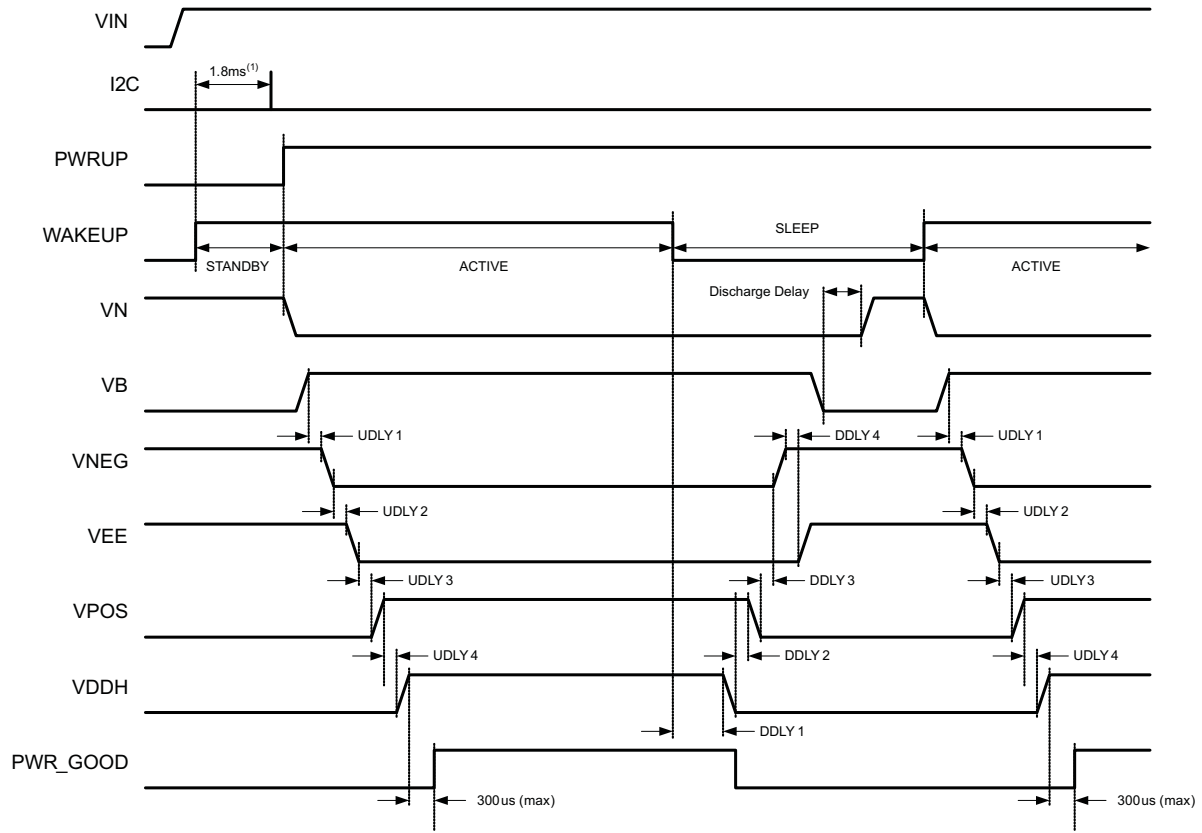 VIN
1.8ms(1)
I2C
PWRUP
WAKEUP
SLEEP
STANDBY
ACTIVE
ACTIVE
Discharge Delay
VN
VB
UDLY 1
DDLY 4
UDLY 1
VNEG
UDLY 2
UDLY 2
VEE
UDLY 3
DDLY 3
UDLY 3
VPOS
UDLY 4
DDLY 2
UDLY 4
VDDH
DDLY 1
PWR_GOOD
300us (max)
300us (max)